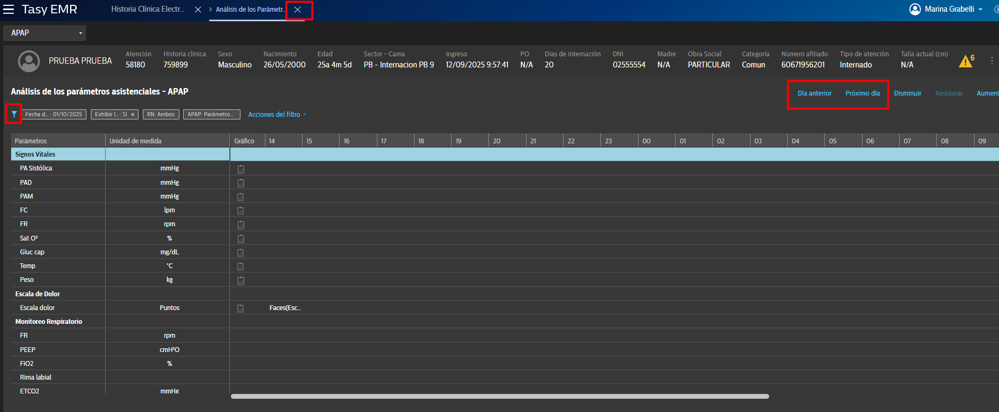 Tasy EMR Historia Clínica Electr... Análisis de los Parámetr... Marina Grabelli
APAP
PRUEBA PRUEBA
Atención Historia clínica Sexo Nacimiento Edad Sector - Cama Ingreso PO Días de internación DNI Madre Obra Social Categoría Número afiliado Tipo de atención Talla actual (cm)
58180 759899 Masculino 26/05/2000 25a 4m 5d PB - Internacion PB 9 12/09/2025 9:57:41 N/A 20 02555554 N/A PARTICULAR Comun 60671956201 Internado N/A
6
Análisis de los parámetros asistenciales - APAP
Día anterior Próximo día Disminuir Restaurar Aument
Fecha d... : 01/10/2025 Exhibir l... : Sí RN: Ambos APAP: Parámetro... Acciones del filtro
Parámetros Unidad de medida Gráfico 14 15 16 17 18 19 20 21 22 23 00 01 02 03 04 05 06 07 08 09
Signos Vitales
PA Sistólica mmHg
PAD mmHg
PAM mmHg
FC lpm
FR rpm
Sat O² %
Gluc cap mg/dL
Temp °C
Peso kg
Escala de Dolor
Escala dolor Puntos Faces(Esc...
Monitoreo Respiratorio
FR rpm
PEEP cmH²O
FiO2 %
Rima labial
ETCO2 mmHg